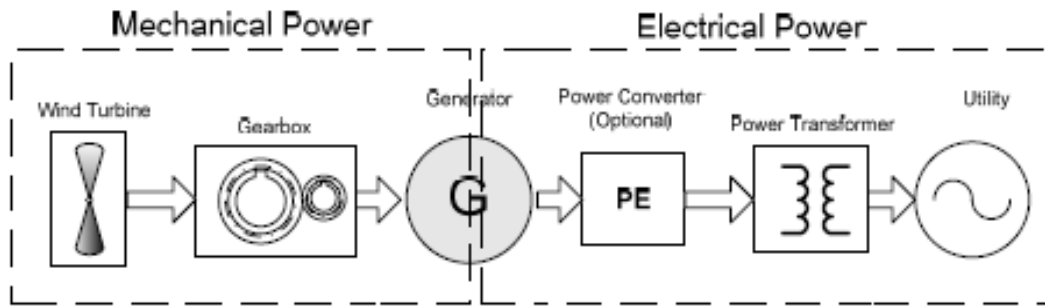 Mechanical Power
Electrical Power
Wind Turbine
Gearbox
Generator
Power Converter
(Optional)
Power Transformer
Utility
G
PE